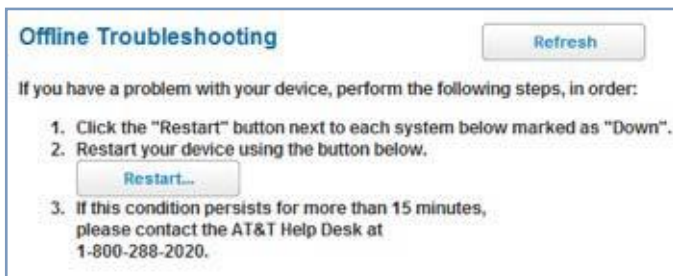 Offline Troubleshooting
Refresh
If you have a problem with your device, perform the following steps, in order:
1. Click the "Restart" button next to each system below marked as "Down".
2. Restart your device using the button below.
Restart...
3. If this condition persists for more than 15 minutes,
please contact the AT&T Help Desk at
1-800-288-2020.